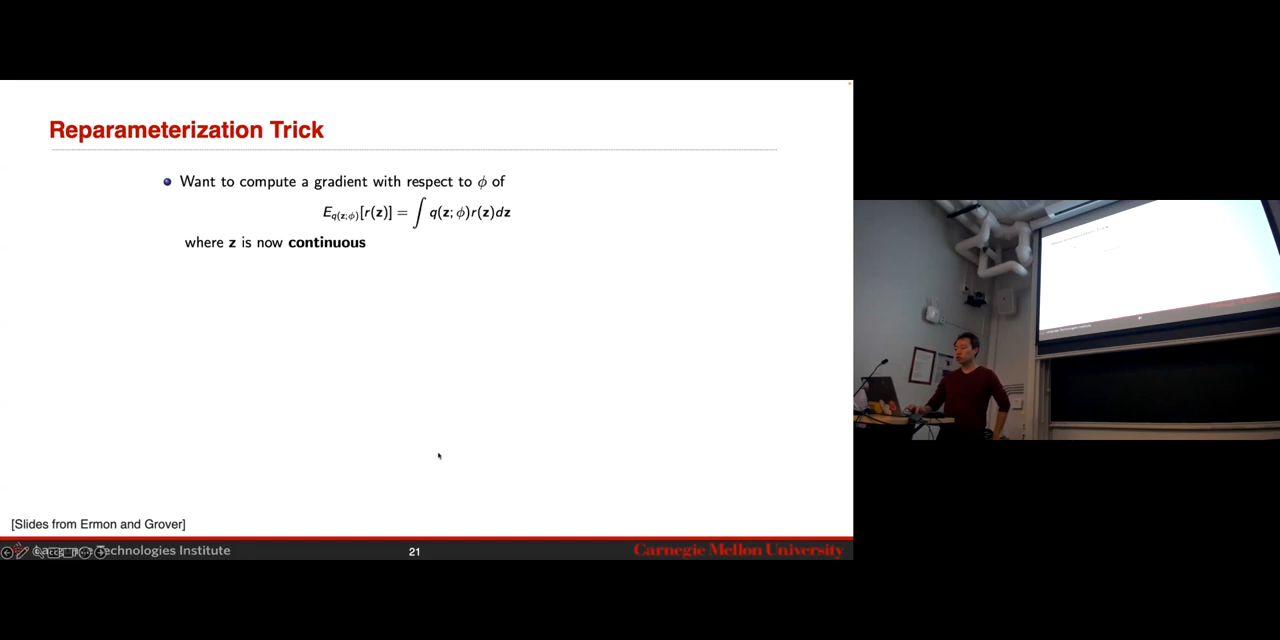 Reparameterization Trick
Want to compute a gradient with respect to ϕ of
E_{q(z;ϕ)}[r(z)] = ∫ q(z; ϕ)r(z)dz
where z is now continuous
[Slides from Ermon and Grover]
Technologies Institute
21
Carnegie Mellon University